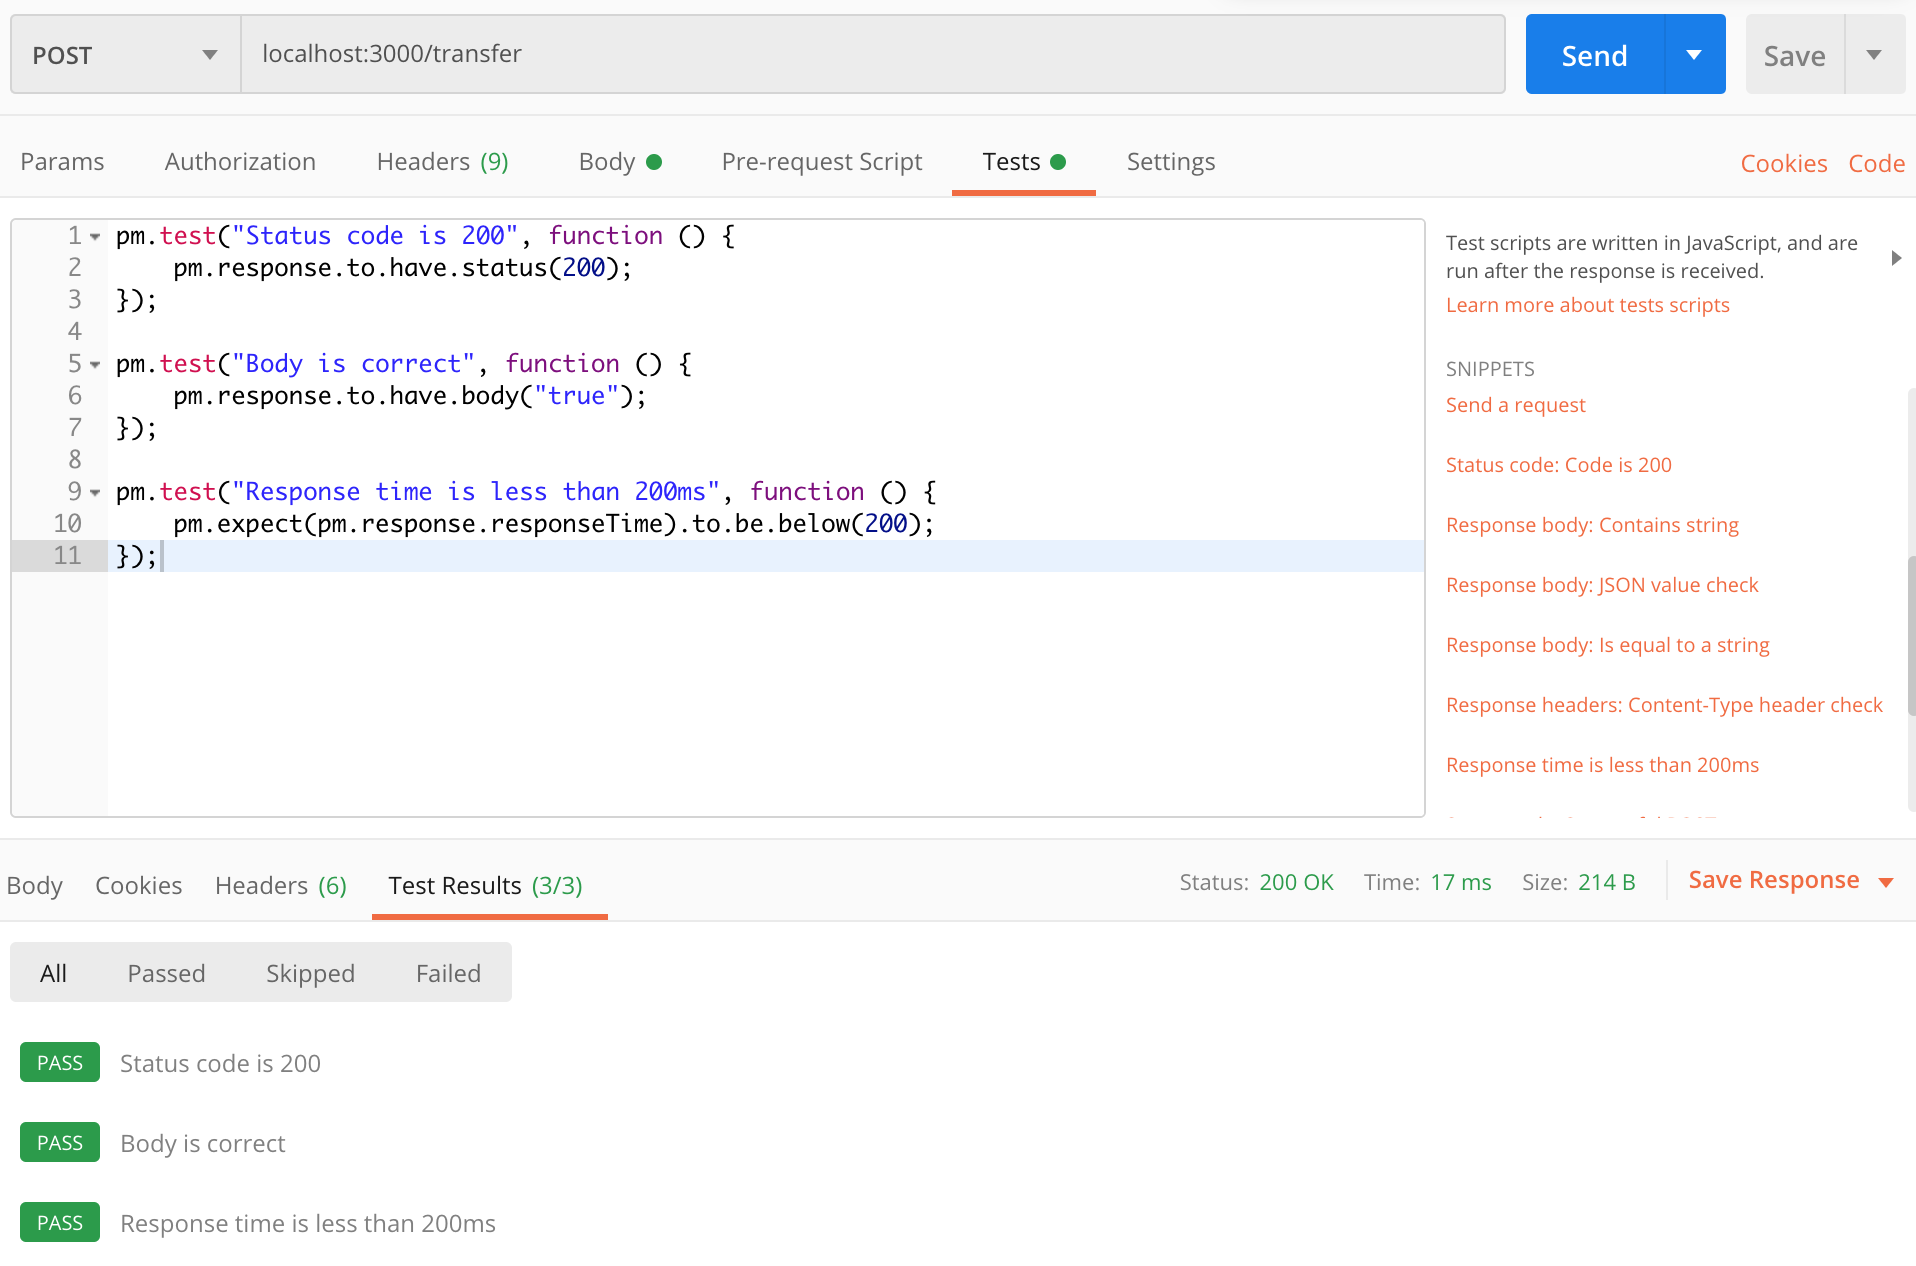 POST localhost:3000/transfer Send Save
Params Authorization Headers (9) Body Pre-request Script Tests Settings Cookies Code
1 pm.test("Status code is 200", function () {
2 pm.response.to.have.status(200);
3 });
4
5 pm.test("Body is correct", function () {
6 pm.response.to.have.body("true");
7 });
8
9 pm.test("Response time is less than 200ms", function () {
10 pm.expect(pm.response.responseTime).to.be.below(200);
11 });
Test scripts are written in JavaScript, and are
run after the response is received.
Learn more about tests scripts
SNIPPETS
Send a request
Status code: Code is 200
Response body: Contains string
Response body: JSON value check
Response body: Is equal to a string
Response headers: Content-Type header check
Response time is less than 200ms
Body Cookies Headers (6) Test Results (3/3) Status: 200 OK Time: 17 ms Size: 214 B Save Response
All Passed Skipped Failed
PASS Status code is 200
PASS Body is correct
PASS Response time is less than 200ms